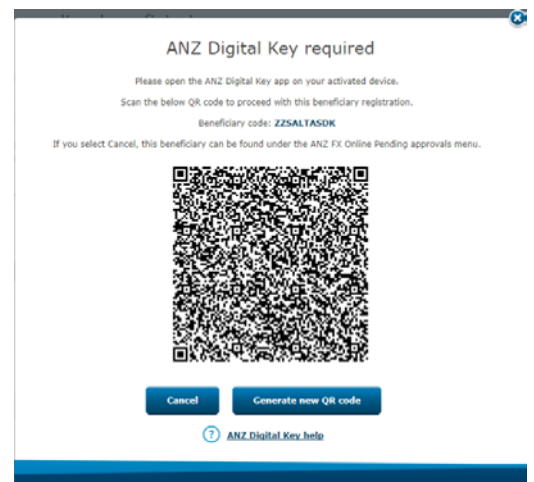 ANZ Digital Key required
Please open the ANZ Digital Key app on your activated device.
Scan the below QR code to proceed with this beneficiary registration.
Beneficiary code: ZZSALTASDK
If you select Cancel, this beneficiary can be found under the ANZ FX Online Pending approvals menu.
Cancel
Generate new QR code
? ANZ Digital Key help